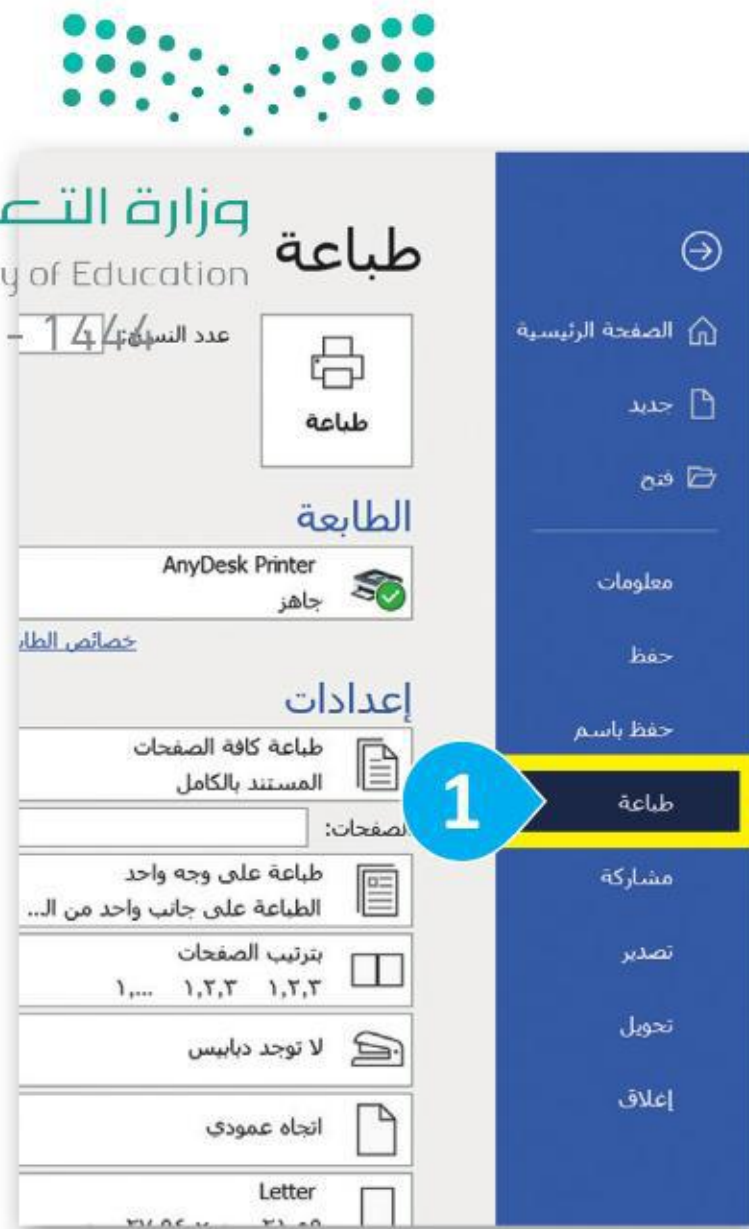 وزارة التـ
y of Education
- 1444
الصفحة الرئيسية
جديد
فتح
معلومات
حفظ
حفظ باسم
طباعة
مشاركة
تصدير
تحويل
إغلاق
1
طباعة
عدد النسخ:
طباعة
الطابعة
AnyDesk Printer
جاهز
خصائص الطاب
إعدادات
طباعة كافة الصفحات
المستند بالكامل
الصفحات:
طباعة على وجه واحد
الطباعة على جانب واحد من الـ...
بترتيب الصفحات
١,٢,٣ ١,٢,٣ ...,١
لا توجد دبابيس
اتجاه عمودي
Letter